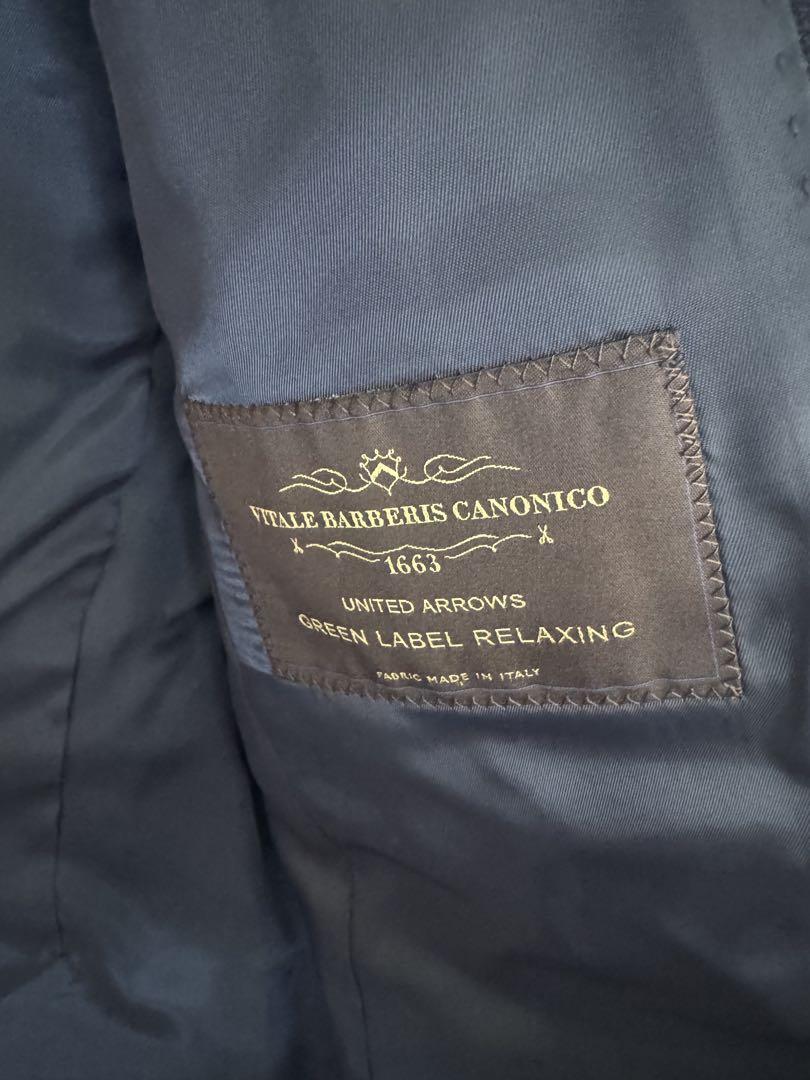 VITALE BARBERIS CANONICO
1663
UNITED ARROWS
GREEN LABEL RELAXING
FABRIC MADE IN ITALY